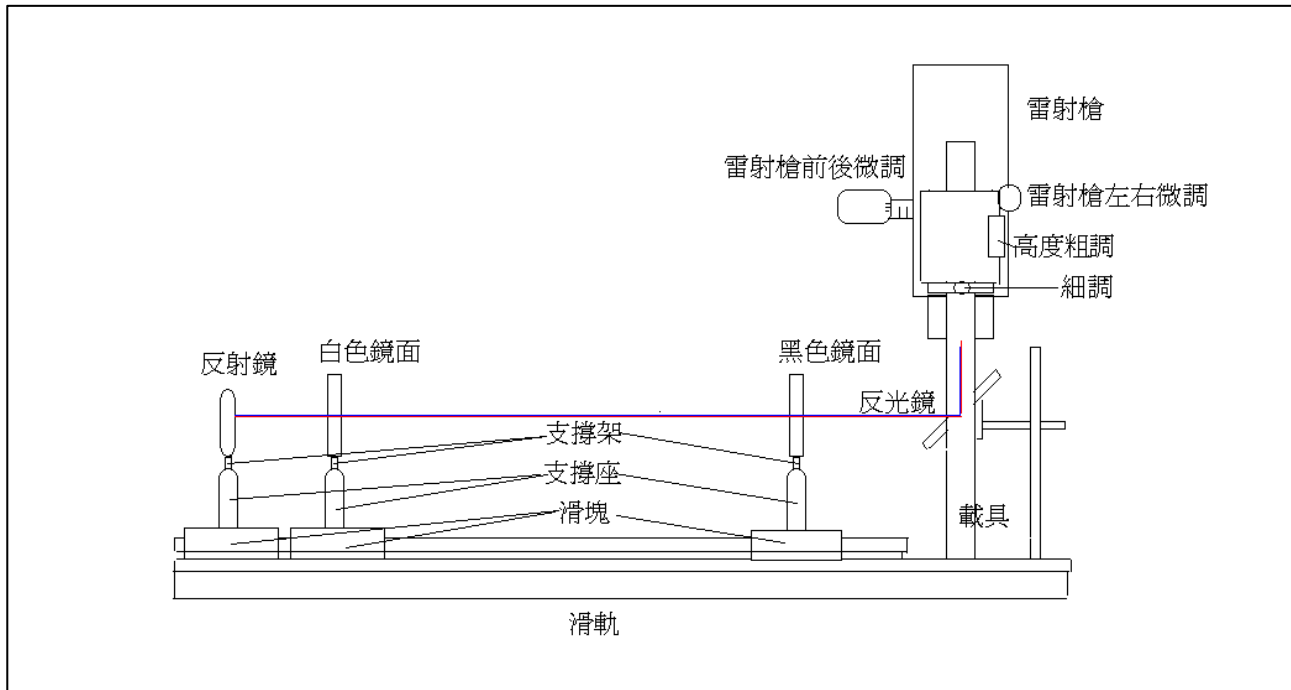 雷射槍
雷射槍前後微調
雷射槍左右微調
高度粗調
細調
反射鏡
白色鏡面
黑色鏡面
反光鏡
支撐架
支撐座
滑塊
載具
滑軌